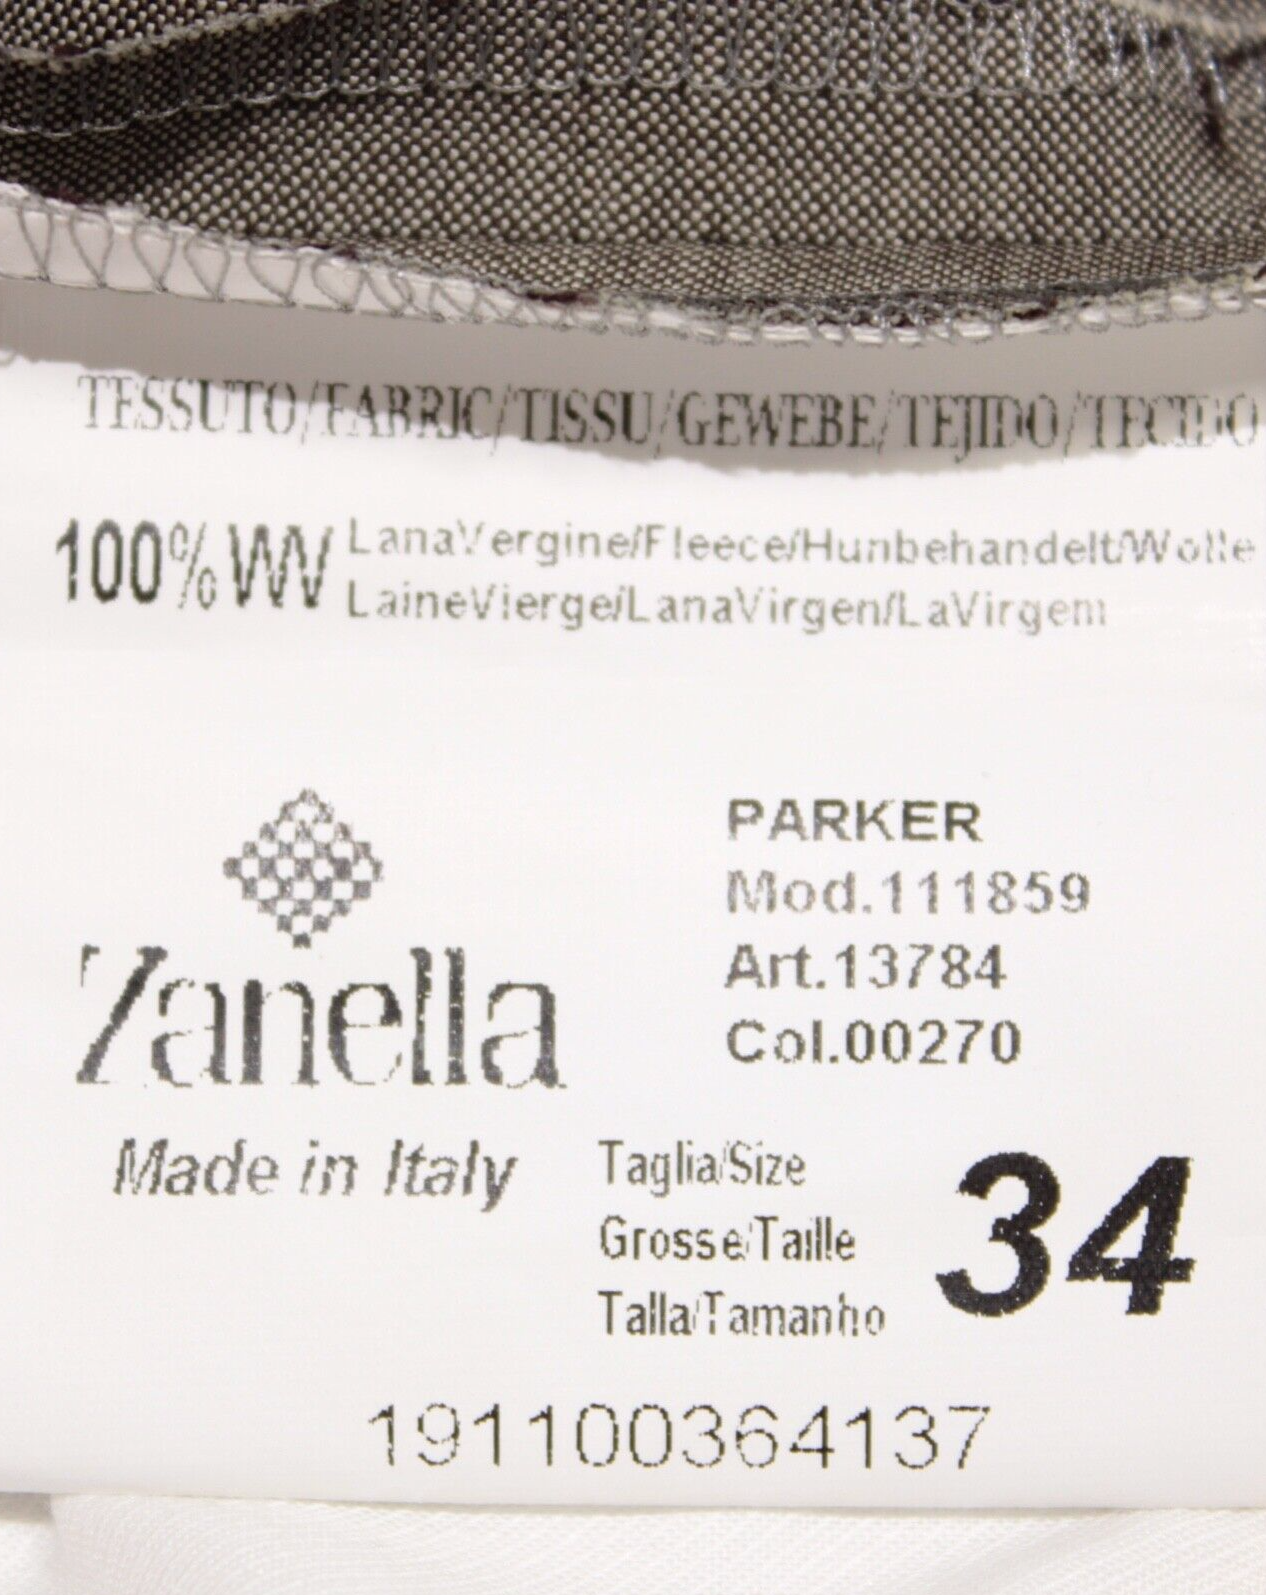 TESSUTO/FABRIC/TISSU/GEWEBE/TEJIDO/TECIDO
100% WV LanaVergine/Fleece/Hunbehandelt/Wolle
LaineVierge/LanaVirgen/LaVirgem
Zanella
Made in Italy
PARKER
Mod.111859
Art.13784
Col.00270
Taglia/Size
Grosse/Taille
Talla/Tamanho
34
191100364137